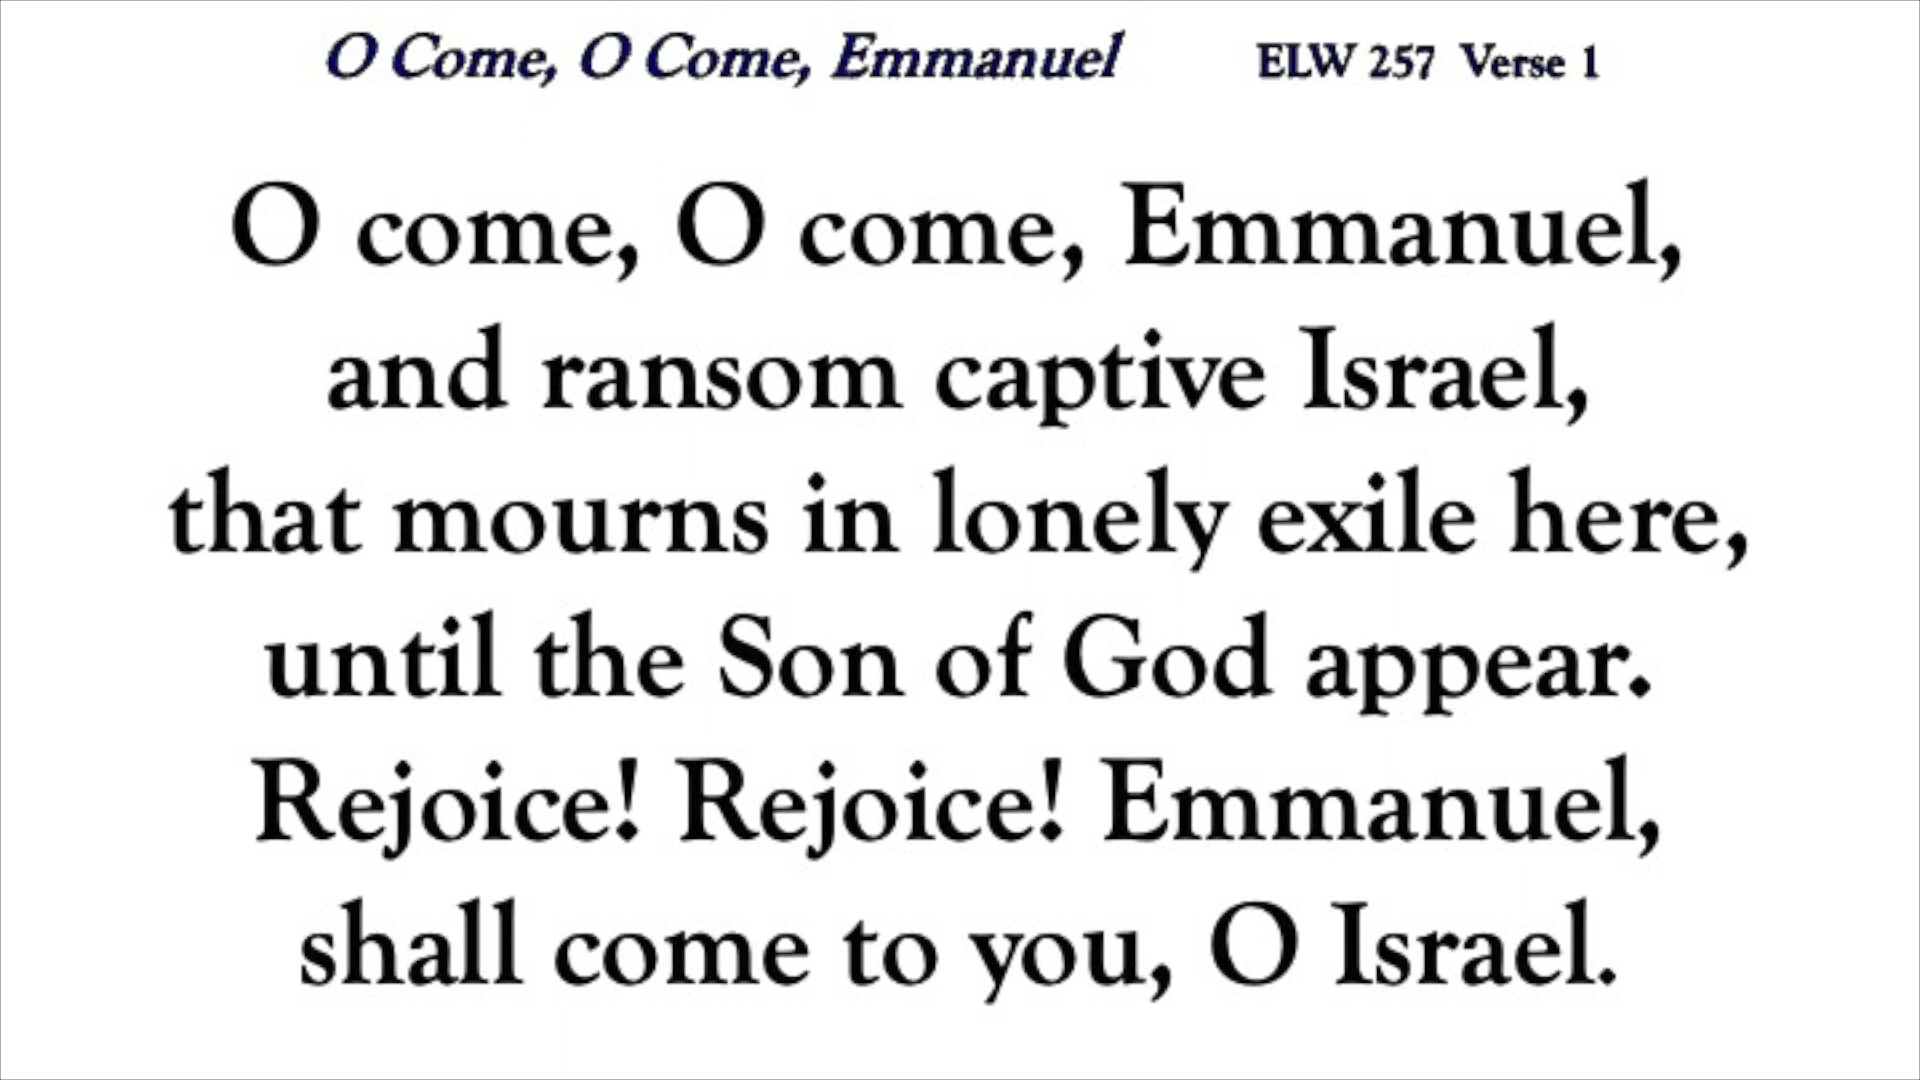 O Come, O Come, Emmanuel ELW 257 Verse 1
O come, O come, Emmanuel,
and ransom captive Israel,
that mourns in lonely exile here,
until the Son of God appear.
Rejoice! Rejoice! Emmanuel,
shall come to you, O Israel.